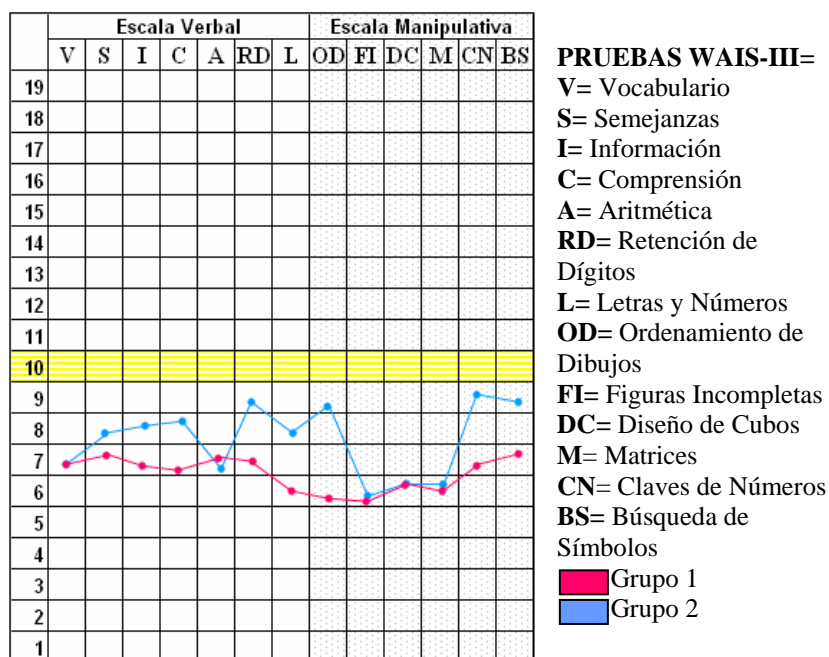 Escala Verbal Escala Manipulativa
V S I C A RD L OD FI DC M CN BS
19
18
17
16
15
14
13
12
11
10
9
8
7
6
5
4
3
2
1
PRUEBAS WAIS-III=
V= Vocabulario
S= Semejanzas
I= Información
C= Comprensión
A= Aritmética
RD= Retención de
Dígitos
L= Letras y Números
OD= Ordenamiento de
Dibujos
FI= Figuras Incompletas
DC= Diseño de Cubos
M= Matrices
CN= Claves de Números
BS= Búsqueda de
Símbolos
Grupo 1
Grupo 2